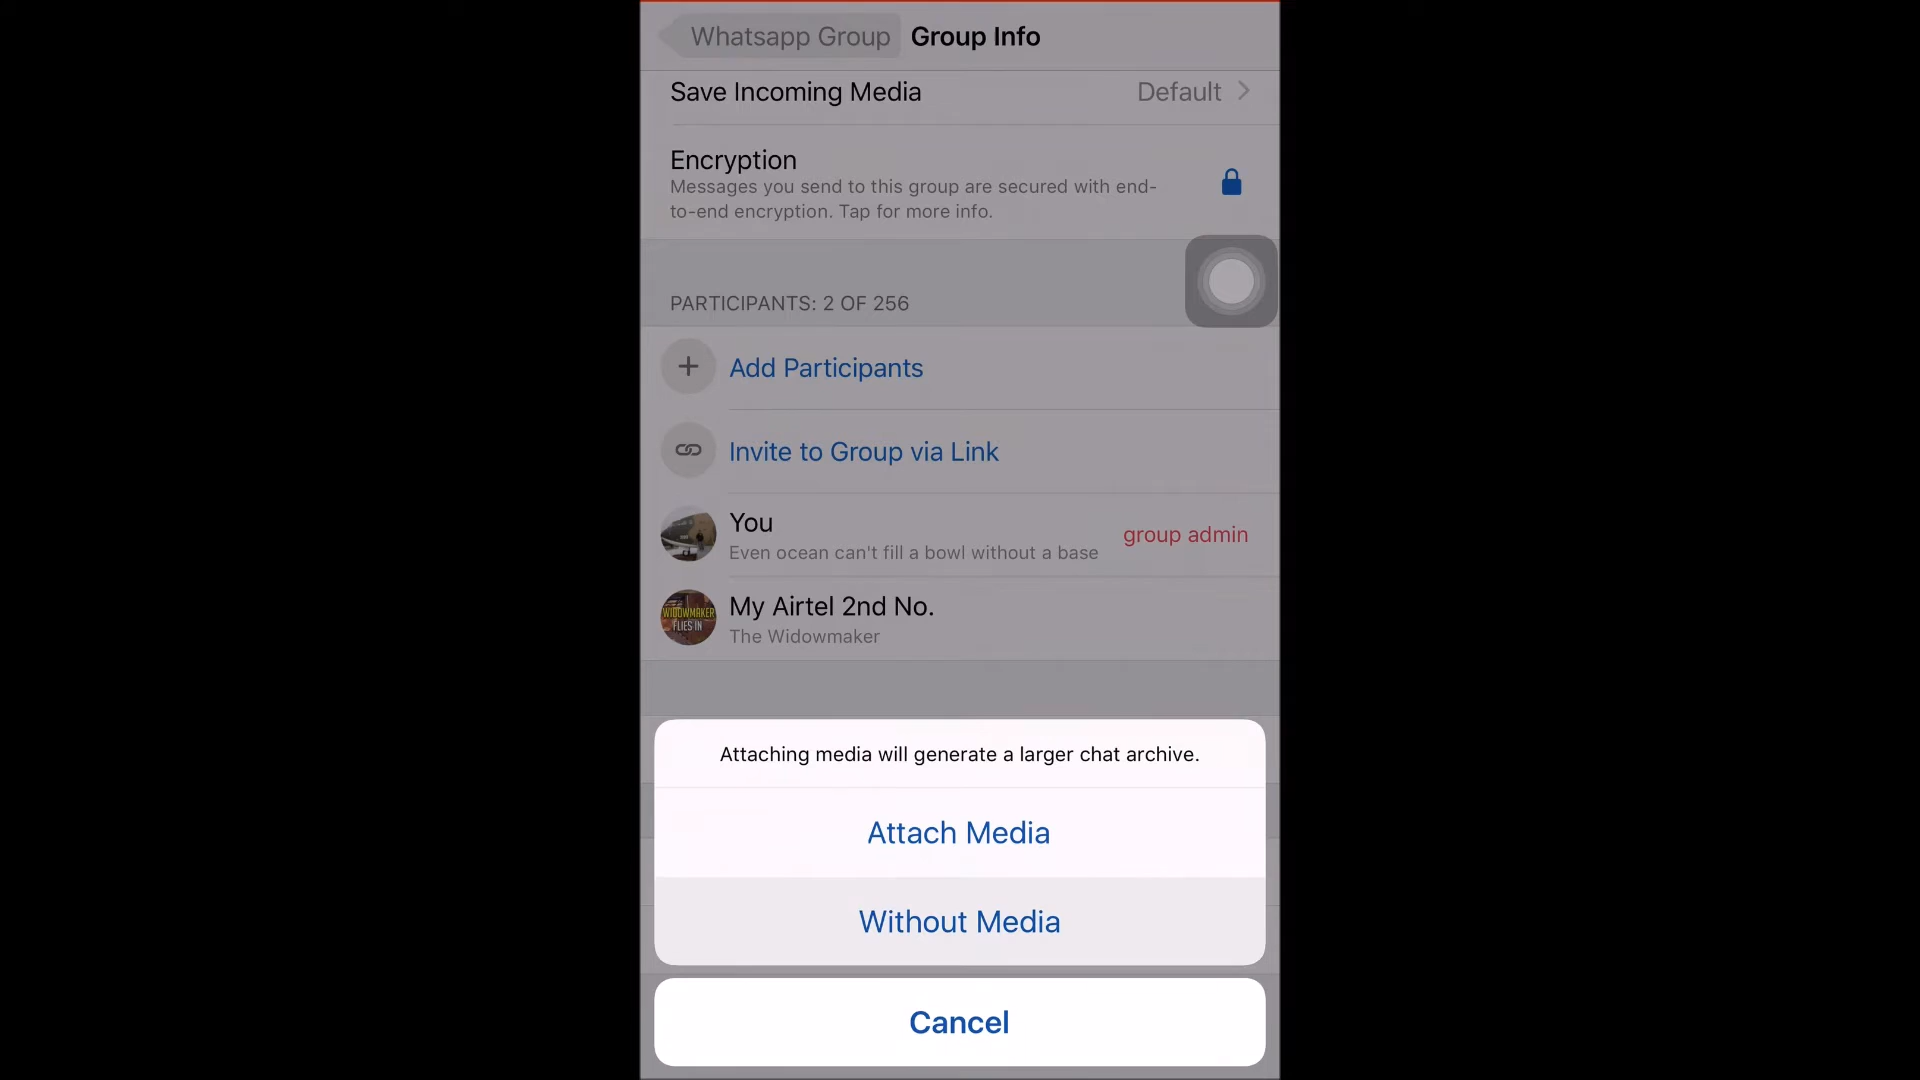 Whatsapp Group Group Info
Save Incoming Media Default
Encryption
Messages you send to this group are secured with end-
to-end encryption. Tap for more info.
PARTICIPANTS: 2 OF 256
Add Participants
Invite to Group via Link
You
Even ocean can't fill a bowl without a base
group admin
WIDOWMAKER
FLIES IN
My Airtel 2nd No.
The Widowmaker
Attaching media will generate a larger chat archive.
Attach Media
Without Media
Cancel